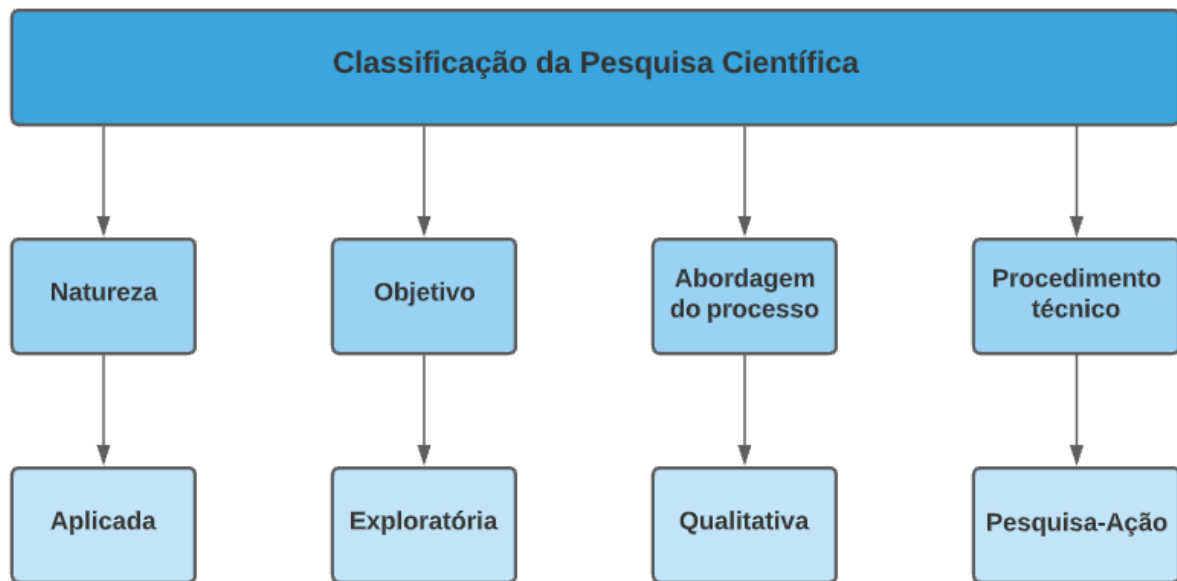 Classificação da Pesquisa Científica
Natureza
Objetivo
Abordagem
do processo
Procedimento
técnico
Aplicada
Exploratória
Qualitativa
Pesquisa-Ação